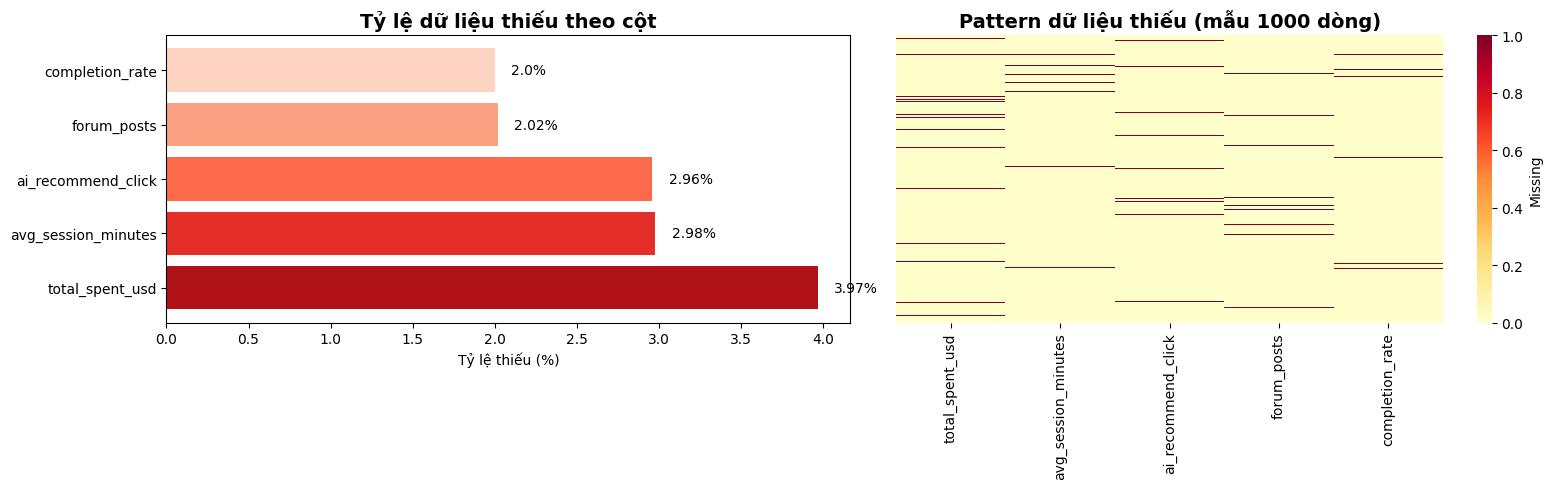 Tỷ lệ dữ liệu thiếu theo cột
completion_rate
2.0%
forum_posts
2.02%
ai_recommend_click
2.96%
avg_session_minutes
2.98%
total_spent_usd
3.97%
0.0 0.5 1.0 1.5 2.0 2.5 3.0 3.5 4.0
Tỷ lệ thiếu (%)
Pattern dữ liệu thiếu (mẫu 1000 dòng)
total_spent_usd
avg_session_minutes
ai_recommend_click
forum_posts
completion_rate
1.0
0.8
0.6
0.4
0.2
0.0
Missing